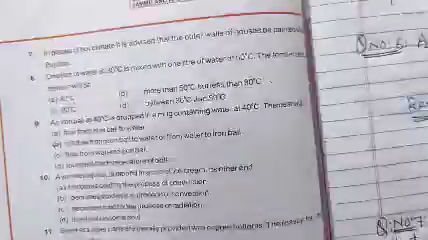 7. In places of hot climate it is advised that the outer walls of houses be painted
Explain.
8. One litre of water at 30°C is mixed with one litre of water at 50°C. The temperature
(a) 80°C (b) more than 50°C but less than 80°C
(c) 20°C (d) between 30°C and 50°C
9. An iron ball at 40°C is dropped in a mug containing water at 40°C. The heat will
(a) flow from iron ball to water.
(b) not flow from iron ball to water or from water to iron ball.
(c) flow from water to iron ball.
(d) increase the temperature of both.
10. A wooden spoon is dipped in a cup of ice cream. Its other end
(a) becomes cold by the process of conduction.
(b) becomes cold by the process of convection.
(c) becomes cold by the process of radiation.
(d) does not become cold.
11. Stainless steel pans are usually provided with copper bottoms. The reason for
Q.No 6: A
Q.No 7